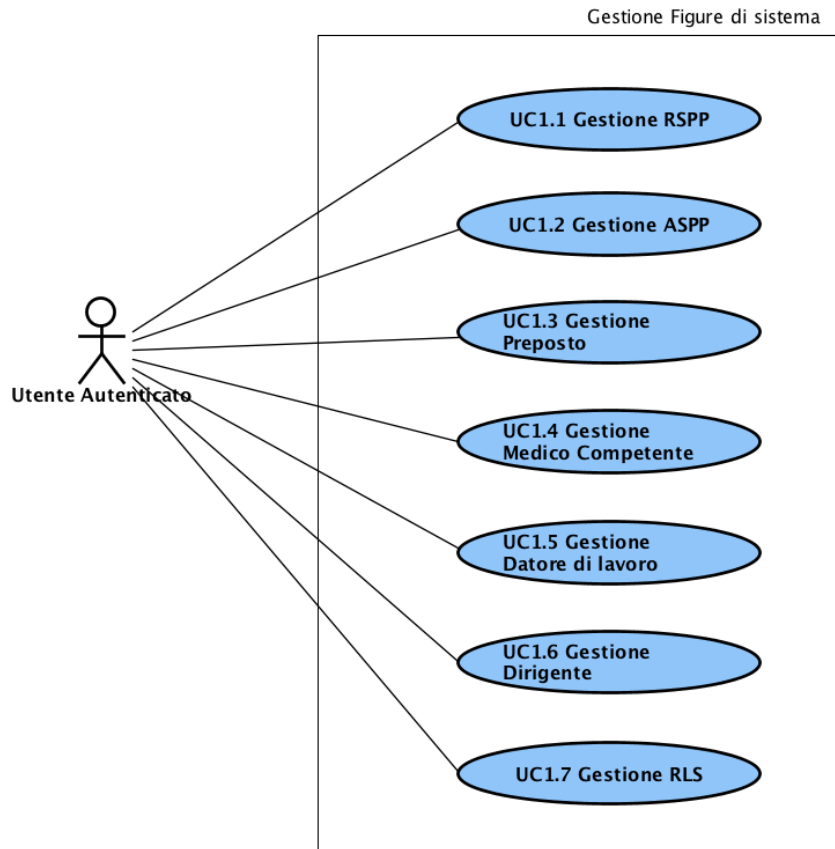 Gestione Figure di sistema
UC1.1 Gestione RSPP
UC1.2 Gestione ASPP
UC1.3 Gestione
Preposto
Utente Autenticato
UC1.4 Gestione
Medico Competente
UC1.5 Gestione
Datore di lavoro
UC1.6 Gestione
Dirigente
UC1.7 Gestione RLS